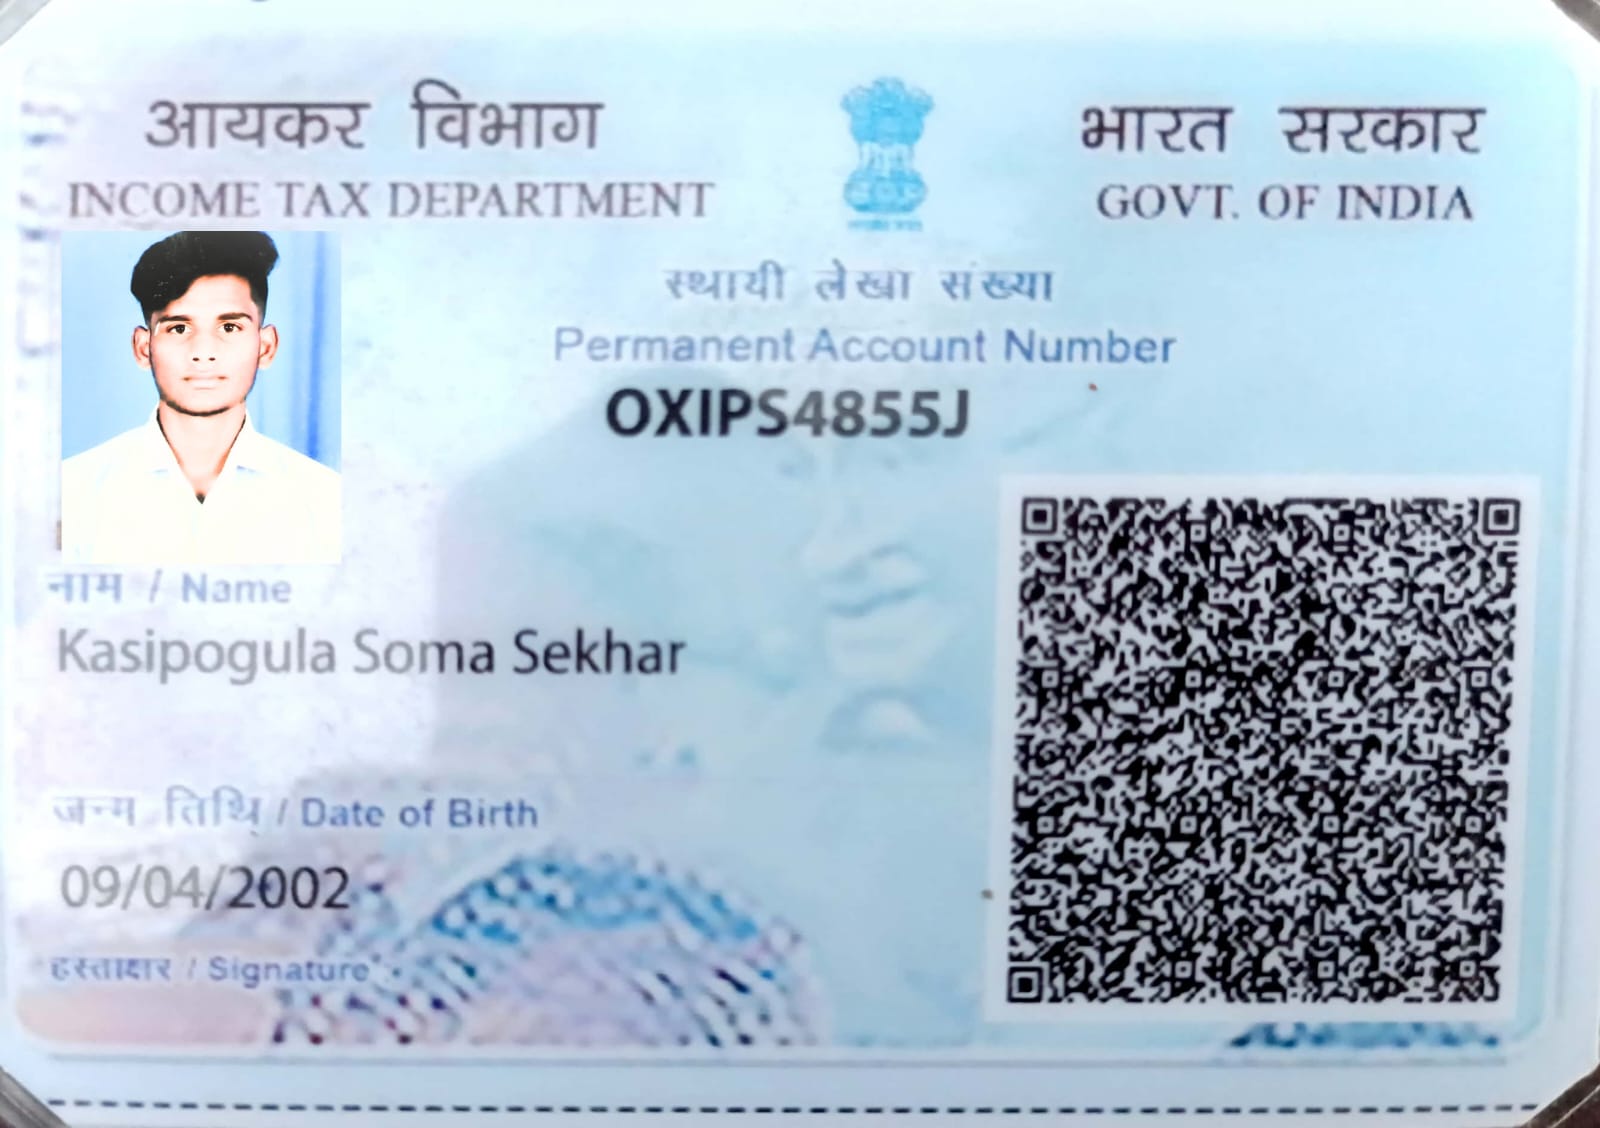 आयकर विभाग
INCOME TAX DEPARTMENT
भारत सरकार
GOVT. OF INDIA
स्थायी लेखा संख्या
Permanent Account Number
OXIPS4855J
नाम / Name
Kasipogula Soma Sekhar
जन्म तिथि / Date of Birth
09/04/2002
हस्ताक्षर / Signature